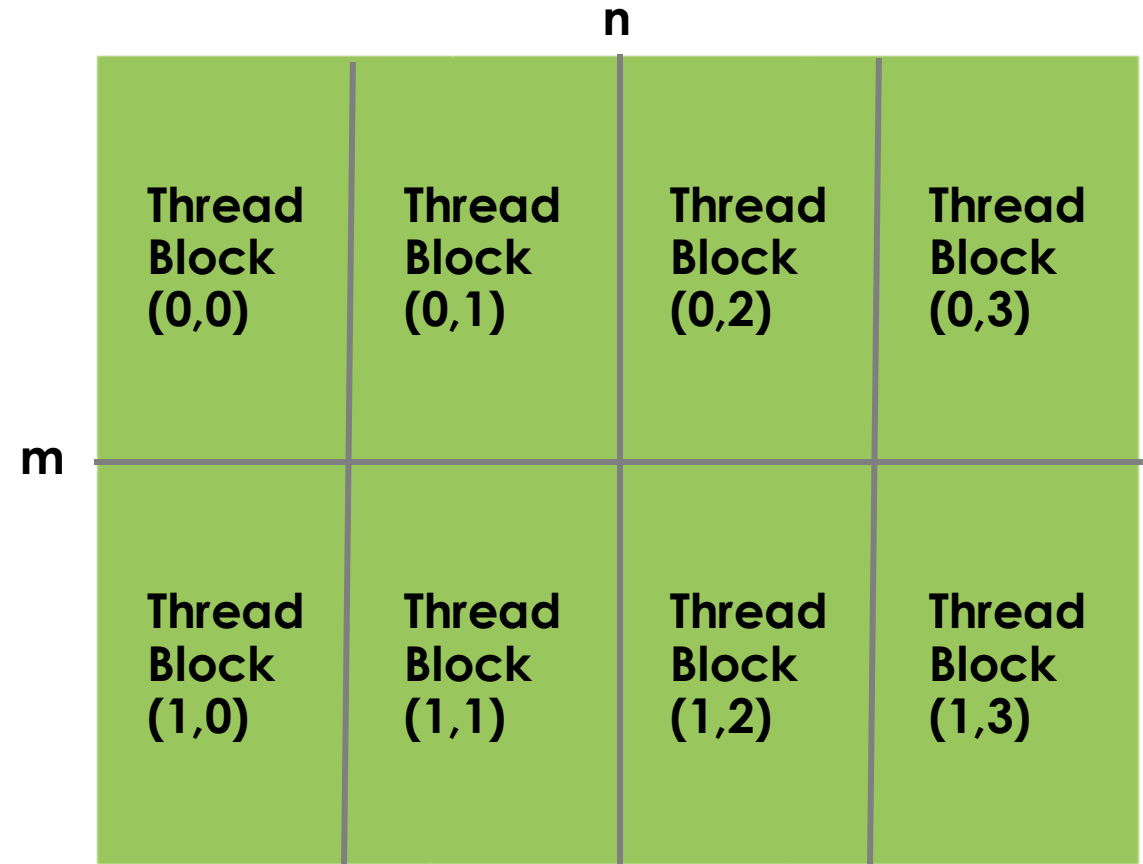 n
Thread
Block
(0,0)
Thread
Block
(0,1)
Thread
Block
(0,2)
Thread
Block
(0,3)
m
Thread
Block
(1,0)
Thread
Block
(1,1)
Thread
Block
(1,2)
Thread
Block
(1,3)